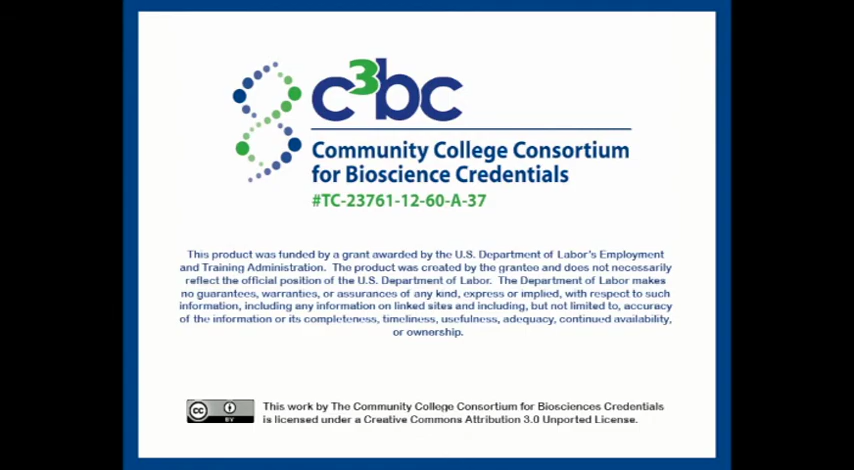 c3bc
Community College Consortium
for Bioscience Credentials
#TC-23761-12-60-A-37
This product was funded by a grant awarded by the U.S. Department of Labor's Employment
and Training Administration. The product was created by the grantee and does not necessarily
reflect the official position of the U.S. Department of Labor. The Department of Labor makes
no guarantees, warranties, or assurances of any kind, express or implied, with respect to such
information, including any information on linked sites and including, but not limited to, accuracy
of the information or its completeness, timeliness, usefulness, adequacy, continued availability,
or ownership.
cc
BY
This work by The Community College Consortium for Biosciences Credentials
is licensed under a Creative Commons Attribution 3.0 Unported License.